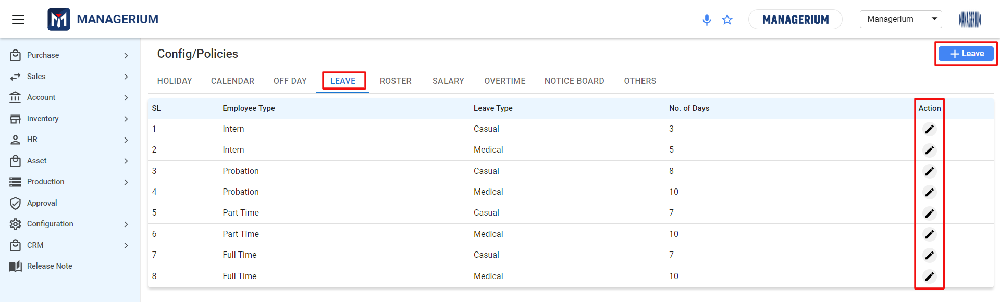 MANAGERIUM
MANAGERIUM
Managerium
MANAGERIUM
Purchase
Sales
Account
Inventory
HR
Asset
Production
Approval
Configuration
CRM
Release Note
Config/Policies
Leave
HOLIDAY CALENDAR OFF DAY LEAVE ROSTER SALARY OVERTIME NOTICE BOARD OTHERS
SL Employee Type Leave Type No. of Days Action
1 Intern Casual 3
2 Intern Medical 5
3 Probation Casual 8
4 Probation Medical 10
5 Part Time Casual 7
6 Part Time Medical 10
7 Full Time Casual 7
8 Full Time Medical 10